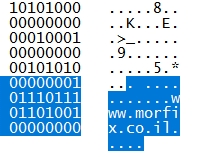 10101000 .....8..
00000000 ..K...E.
00010001 .>_.....
00000000 .9......
00101010 .....5.*
00000001 ........
01110111 .......w
01101001 ww.morfi
00000000 x.co.il.
....